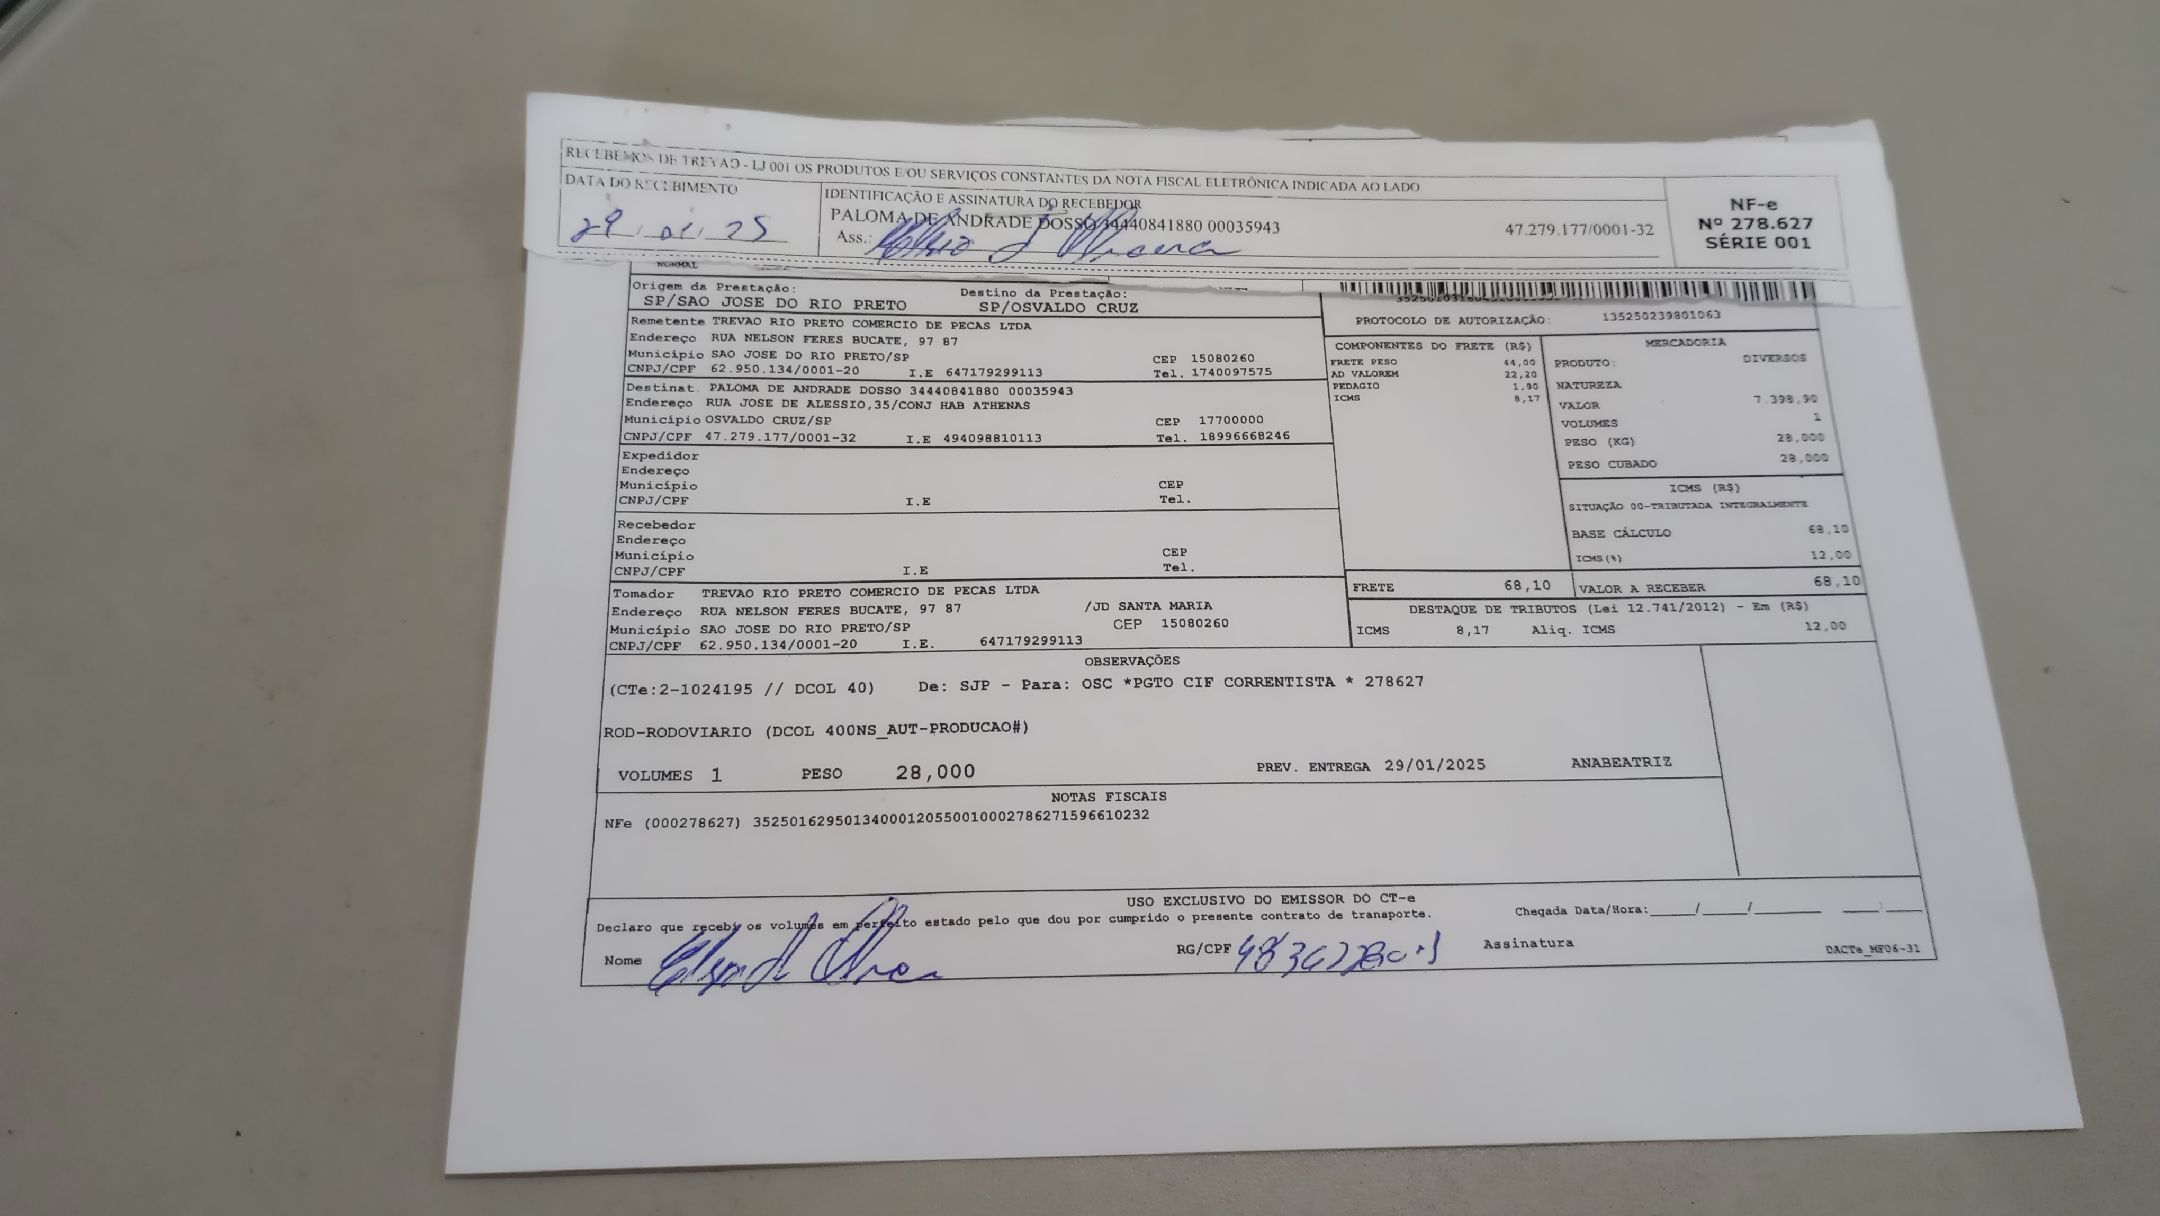 RECEBEMOS DE TREVAO - LJ 001 OS PRODUTOS E/OU SERVIÇOS CONSTANTES DA NOTA FISCAL ELETRÔNICA INDICADA AO LADO
DATA DO RECEBIMENTO
29 01 25
IDENTIFICAÇÃO E ASSINATURA DO RECEBEDOR
PALOMA DE ANDRADE DOSSO 34440841880 00035943
47.279.177/0001-32
Ass.:
NF-e
Nº 278.627
SÉRIE 001
NORMAL
Origem da Prestação:
SP/SAO JOSE DO RIO PRETO
Destino da Prestação:
SP/OSVALDO CRUZ
PROTOCOLO DE AUTORIZAÇÃO: 135250239801063
Remetente TREVAO RIO PRETO COMERCIO DE PECAS LTDA
Endereço RUA NELSON FERES BUCATE, 97 87
Município SAO JOSE DO RIO PRETO/SP CEP 15080260
CNPJ/CPF 62.950.134/0001-20 I.E 647179299113 Tel. 1740097575
Destinat. PALOMA DE ANDRADE DOSSO 34440841880 00035943
Endereço RUA JOSE DE ALESSIO,35/CONJ HAB ATHENAS
Município OSVALDO CRUZ/SP CEP 17700000
CNPJ/CPF 47.279.177/0001-32 I.E 494098810113 Tel. 18996668246
Expedidor
Endereço
Município CEP
CNPJ/CPF I.E Tel.
Recebedor
Endereço
Município CEP
CNPJ/CPF I.E Tel.
Tomador TREVAO RIO PRETO COMERCIO DE PECAS LTDA
Endereço RUA NELSON FERES BUCATE, 97 87 /JD SANTA MARIA
Município SAO JOSE DO RIO PRETO/SP CEP 15080260
CNPJ/CPF 62.950.134/0001-20 I.E. 647179299113
COMPONENTES DO FRETE (R$)
FRETE PESO 44,00
AD VALOREM 22,20
PEDAGIO 1,90
ICMS 8,17
MERCADORIA
PRODUTO: DIVERSOS
NATUREZA
VALOR 7.398,90
VOLUMES 1
PESO (KG) 28,000
PESO CUBADO 28,000
ICMS (R$)
SITUAÇÃO 00-TRIBUTADA INTEGRALMENTE
BASE CÁLCULO 68,10
ICMS(%) 12,00
FRETE 68,10 VALOR A RECEBER 68,10
DESTAQUE DE TRIBUTOS (Lei 12.741/2012) - Em (R$)
ICMS 8,17 Aliq. ICMS 12,00
OBSERVAÇÕES
(CTe:2-1024195 // DCOL 40) De: SJP - Para: OSC *PGTO CIF CORRENTISTA * 278627
ROD-RODOVIARIO (DCOL 400NS_AUT-PRODUCAO#)
VOLUMES 1 PESO 28,000 PREV. ENTREGA 29/01/2025 ANABEATRIZ
NOTAS FISCAIS
NFe (000278627) 35250162950134000120550010002786271596610232
USO EXCLUSIVO DO EMISSOR DO CT-e
Declaro que recebi os volumes em perfeito estado pelo que dou por cumprido o presente contrato de transporte.
Chegada Data/Hora:____/____/______ ___:___
Nome
RG/CPF
Assinatura
DACTe_MF06-31